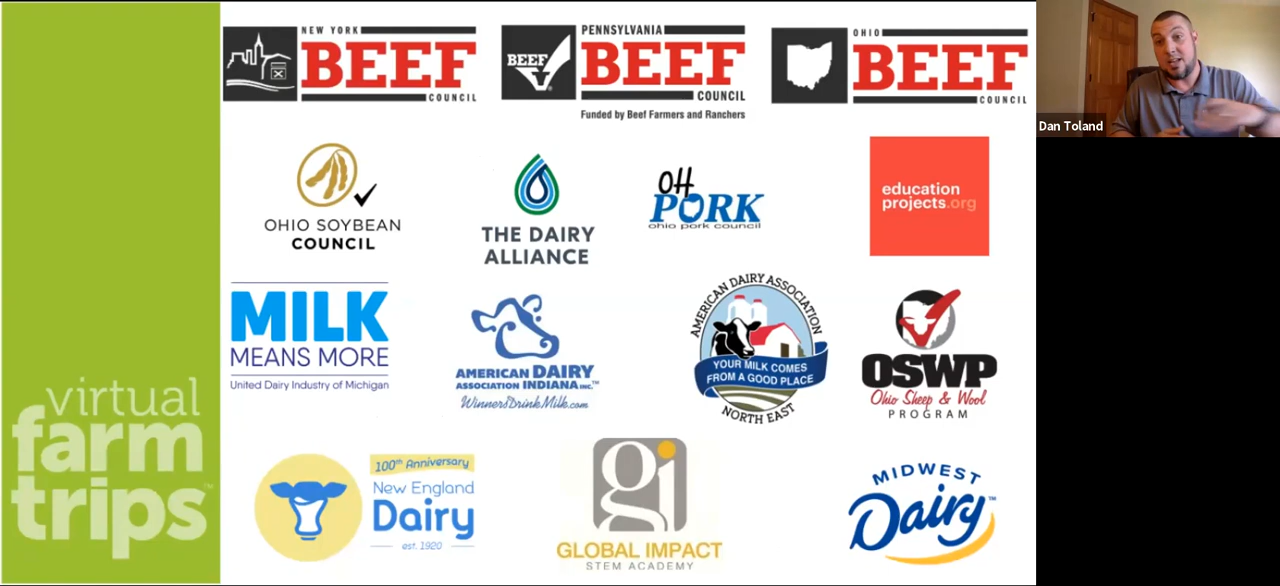 NEW YORK
BEEF
COUNCIL
BEEF
PENNSYLVANIA
BEEF
COUNCIL
Funded by Beef Farmers and Ranchers
OHIO
BEEF
COUNCIL
Dan Toland
OHIO SOYBEAN
COUNCIL
THE DAIRY
ALLIANCE
OH
PORK
ohio pork council
education
projects.org
MILK
MEANS MORE
United Dairy Industry of Michigan
AMERICAN DAIRY
ASSOCIATION INDIANA INC.™
WinnersDrinkMilk.com
AMERICAN DAIRY ASSOCIATION
YOUR MILK COMES
FROM A GOOD PLACE
NORTH EAST
OSWP
Ohio Sheep & Wool
PROGRAM
virtual
farm
trips™
100th Anniversary
New England
Dairy
est. 1920
gi
GLOBAL IMPACT
STEM ACADEMY
MIDWEST
Dairy™